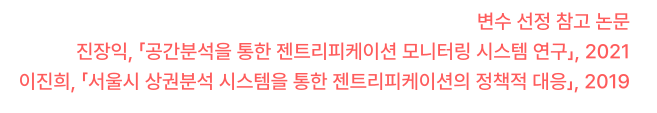 변수 선정 참고 논문
진장익, 「공간분석을 통한 젠트리피케이션 모니터링 시스템 연구」, 2021
이진희, 「서울시 상권분석 시스템을 통한 젠트리피케이션의 정책적 대응」, 2019